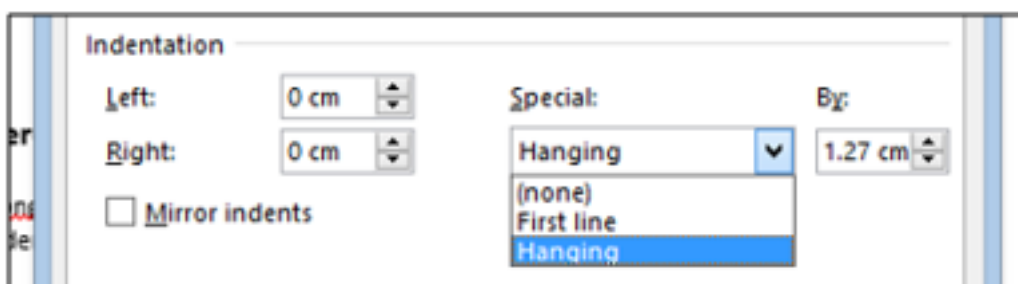 Indentation
Left: 0 cm Special: By:
Right: 0 cm Hanging 1.27 cm
(none)
Mirror indents First line
Hanging